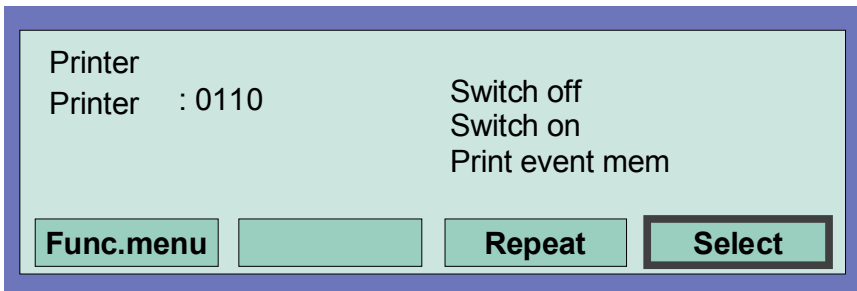 Printer
Printer : 0110
Switch off
Switch on
Print event mem
Func.menu Repeat Select